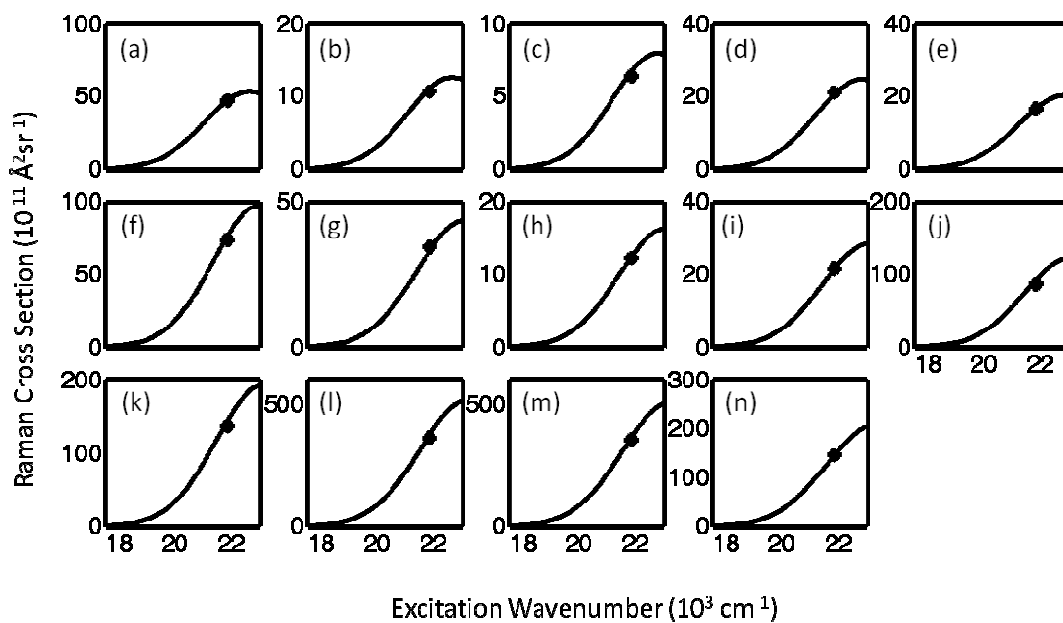 100 (a) 50 0
20 (b) 10 0
10 (c) 5 0
40 (d) 20 0
40 (e) 20 0
100 (f) 50 0
50 (g) 0
20 (h) 10 0
40 (i) 20 0
200 (j) 100 0
18 20 22
200 (k) 100 0
500 (l) 0
500 (m) 0
300 (n) 200 100 0
18 20 22
18 20 22
18 20 22
18 20 22
Raman Cross Section (10¹¹ Å²sr⁻¹)
Excitation Wavenumber (10³ cm⁻¹)